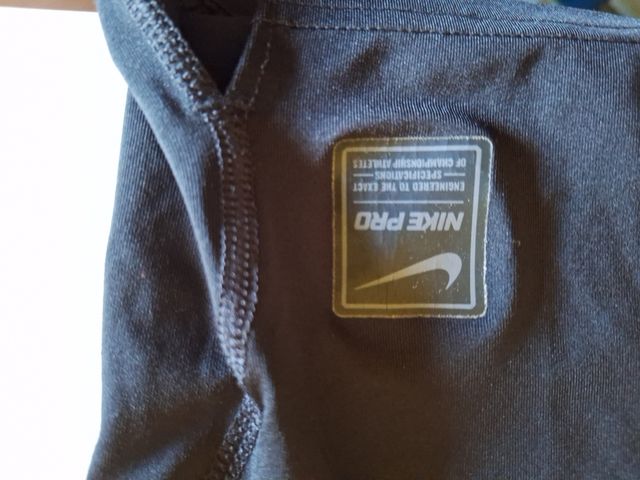 NIKE PRO
ENGINEERED TO THE EXACT
SPECIFICATIONS
OF CHAMPIONSHIP ATHLETES